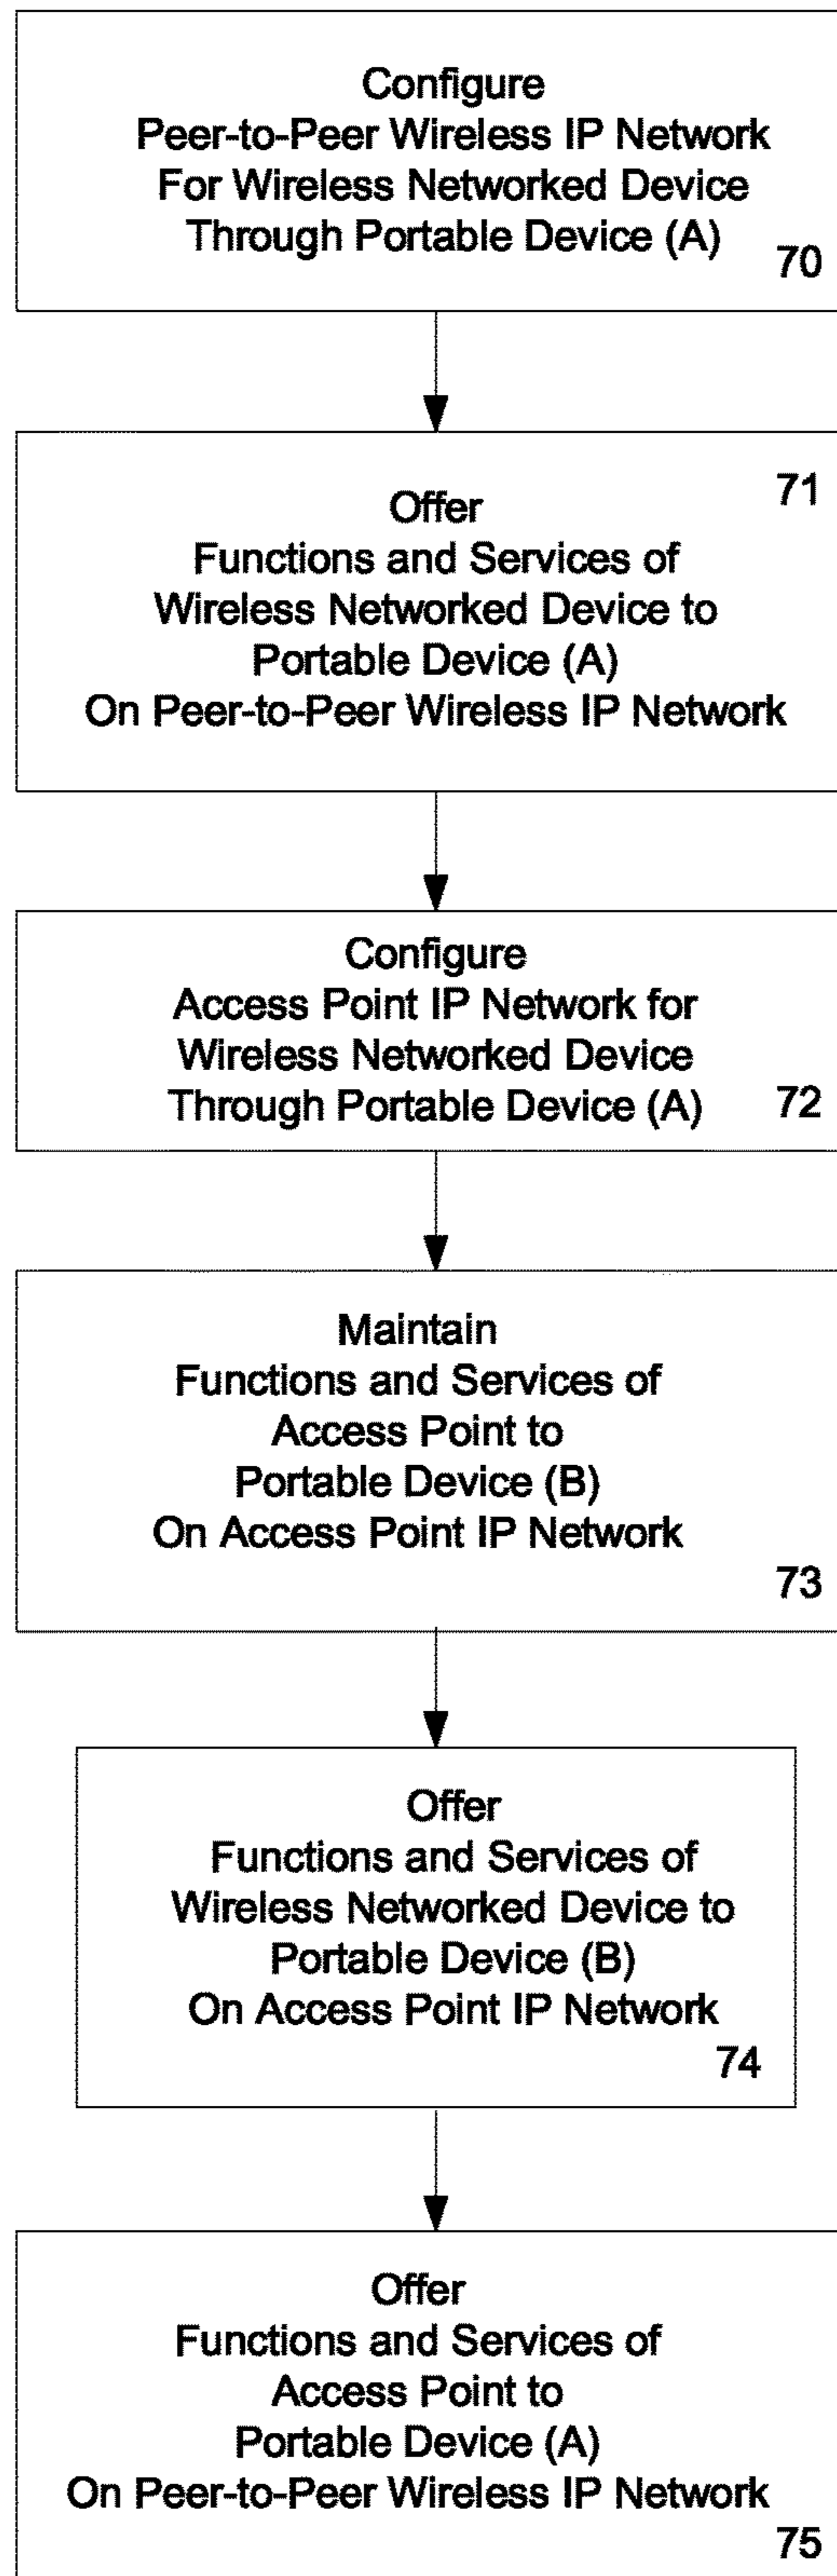 Configure
Peer-to-Peer Wireless IP Network
For Wireless Networked Device
Through Portable Device (A)
70
71
Offer
Functions and Services of
Wireless Networked Device to
Portable Device (A)
On Peer-to-Peer Wireless IP Network
Configure
Access Point IP Network for
Wireless Networked Device
Through Portable Device (A)
72
Maintain
Functions and Services of
Access Point to
Portable Device (B)
On Access Point IP Network
73
Offer
Functions and Services of
Wireless Networked Device to
Portable Device (B)
On Access Point IP Network
74
Offer
Functions and Services of
Access Point to
Portable Device (A)
On Peer-to-Peer Wireless IP Network
75